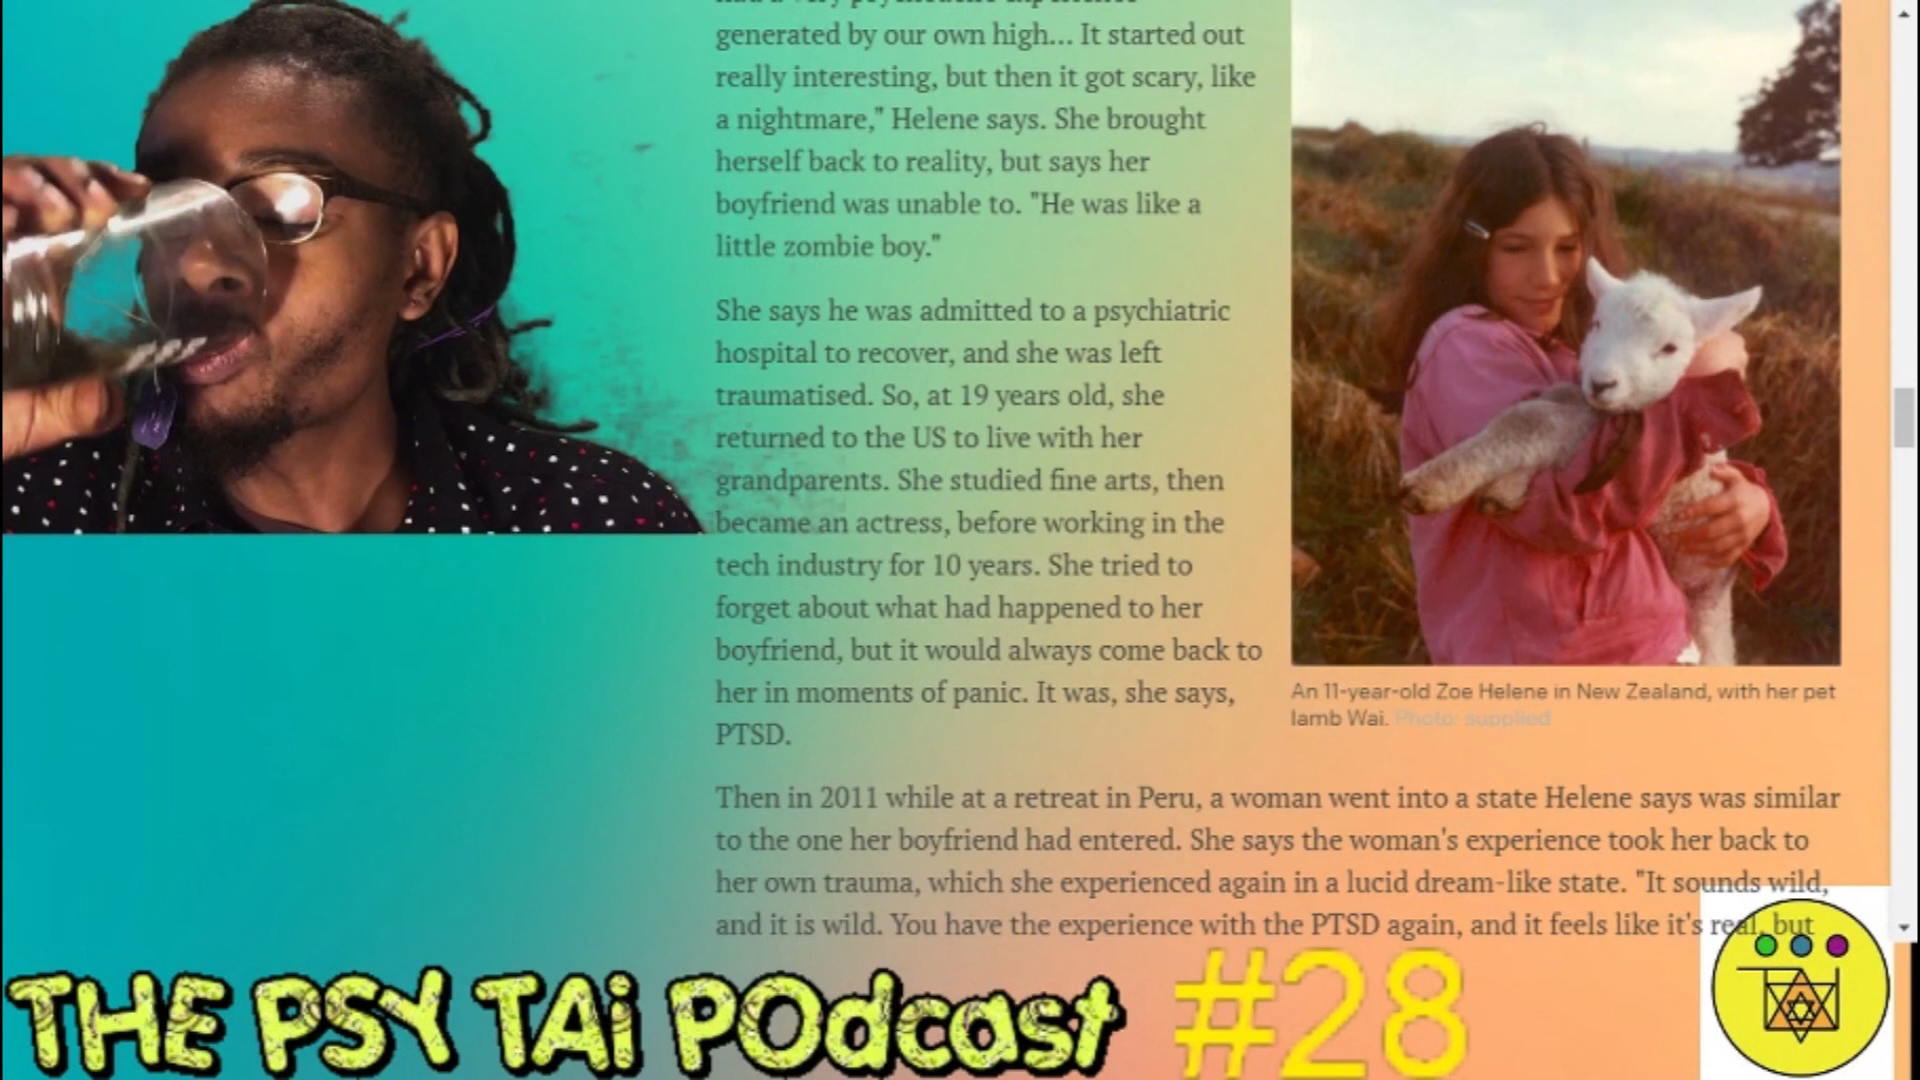 generated by our own high... It started out
really interesting, but then it got scary, like
a nightmare," Helene says. She brought
herself back to reality, but says her
boyfriend was unable to. "He was like a
little zombie boy."
She says he was admitted to a psychiatric
hospital to recover, and she was left
traumatised. So, at 19 years old, she
returned to the US to live with her
grandparents. She studied fine arts, then
became an actress, before working in the
tech industry for 10 years. She tried to
forget about what had happened to her
boyfriend, but it would always come back to
her in moments of panic. It was, she says,
PTSD.
An 11-year-old Zoe Helene in New Zealand, with her pet
lamb Wai. Photo: supplied
Then in 2011 while at a retreat in Peru, a woman went into a state Helene says was similar
to the one her boyfriend had entered. She says the woman's experience took her back to
her own trauma, which she experienced again in a lucid dream-like state. "It sounds wild,
and it is wild. You have the experience with the PTSD again, and it feels like it's real, but
THE PSY TAi POdcast #28